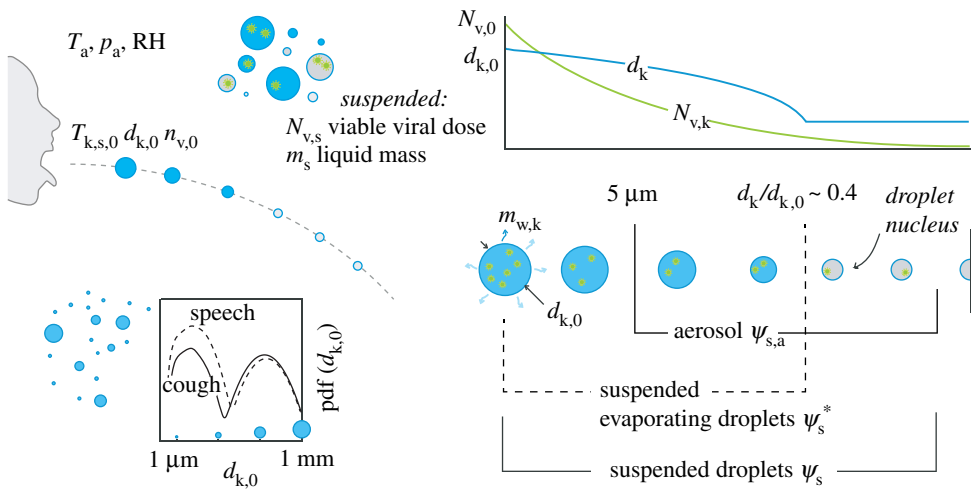 T_a, p_a, RH
suspended:
N_v,s viable viral dose
m_s liquid mass
T_k,s,0 d_k,0 n_v,0
speech
cough
pdf (d_k,0)
1 μm
d_k,0
1 mm
N_v,0
d_k,0
d_k
N_v,k
5 μm
d_k/d_k,0 ~ 0.4
droplet
nucleus
m_w,k
d_k,0
aerosol ψ_s,a
suspended
evaporating droplets ψ_s*
suspended droplets ψ_s